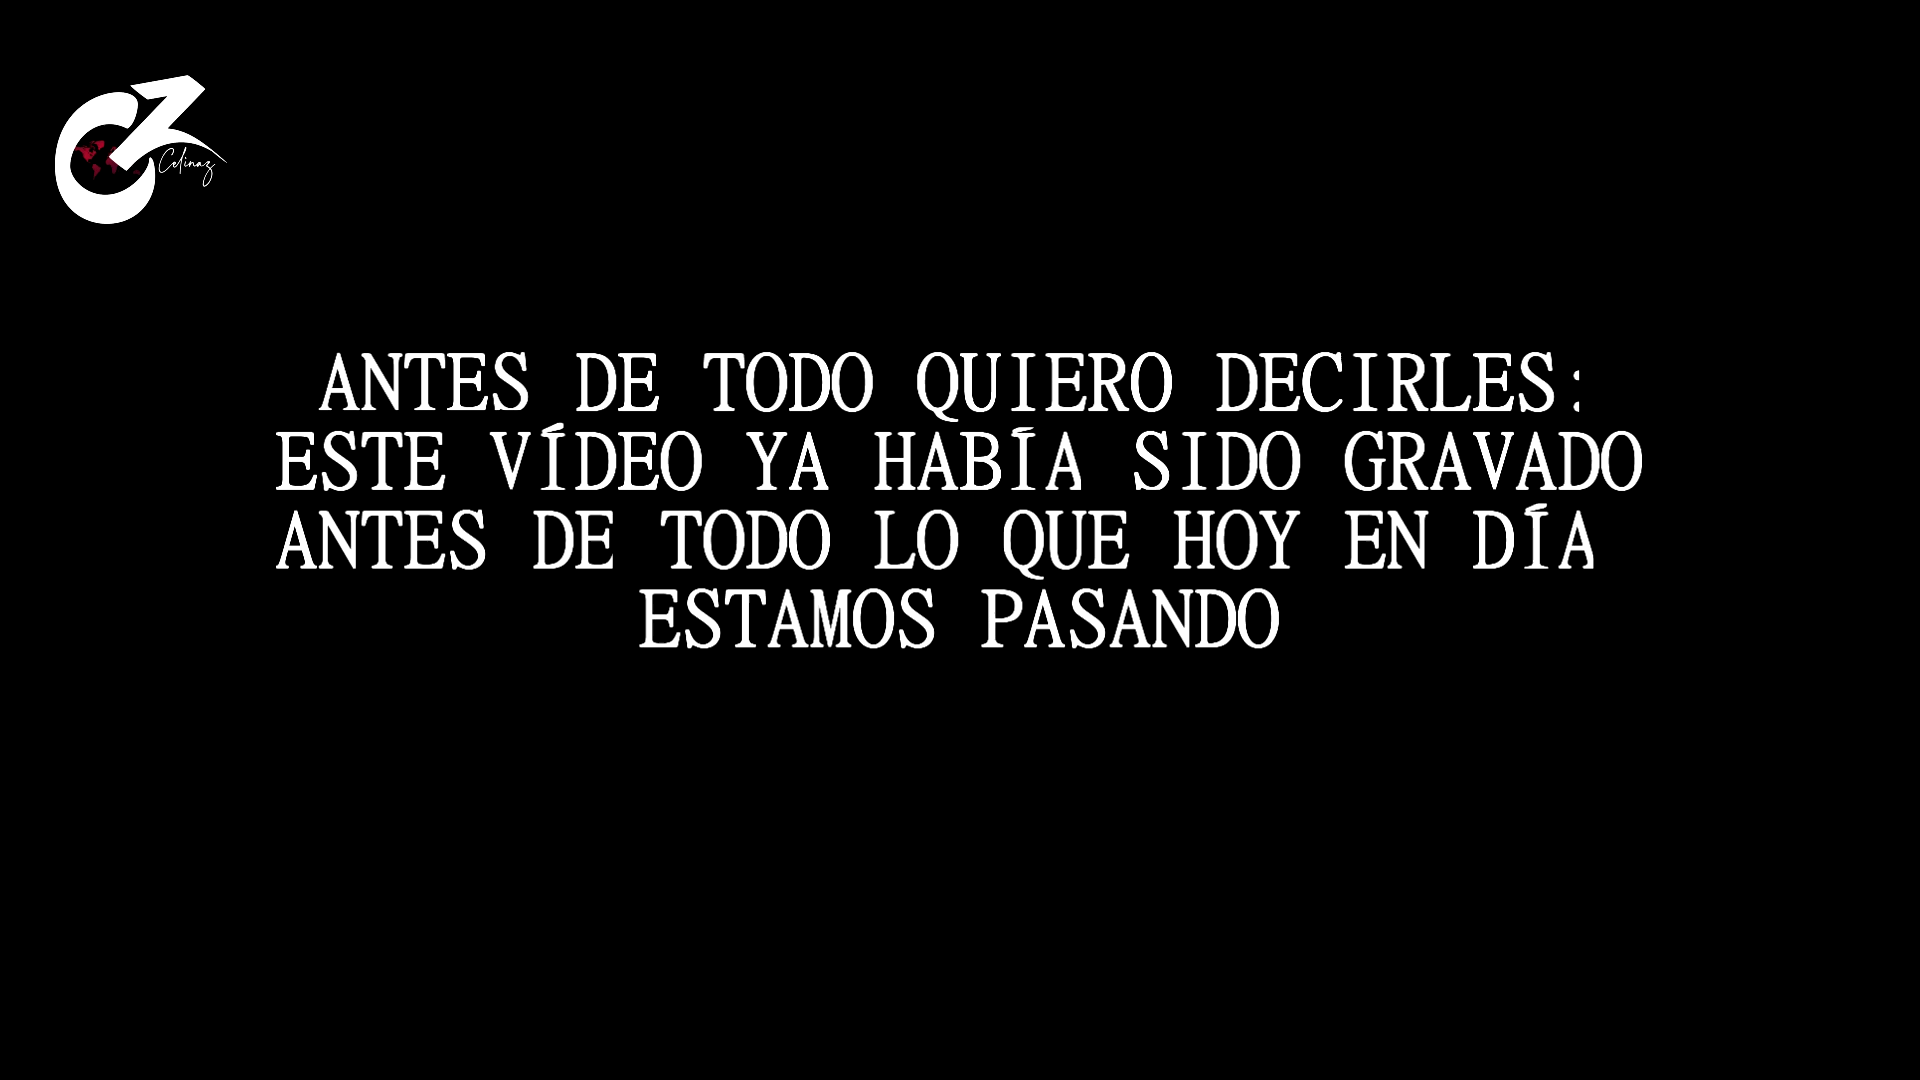 Celinaz
ANTES DE TODO QUIERO DECIRLES:
ESTE VÍDEO YA HABÍA SIDO GRAVADO
ANTES DE TODO LO QUE HOY EN DÍA
ESTAMOS PASANDO